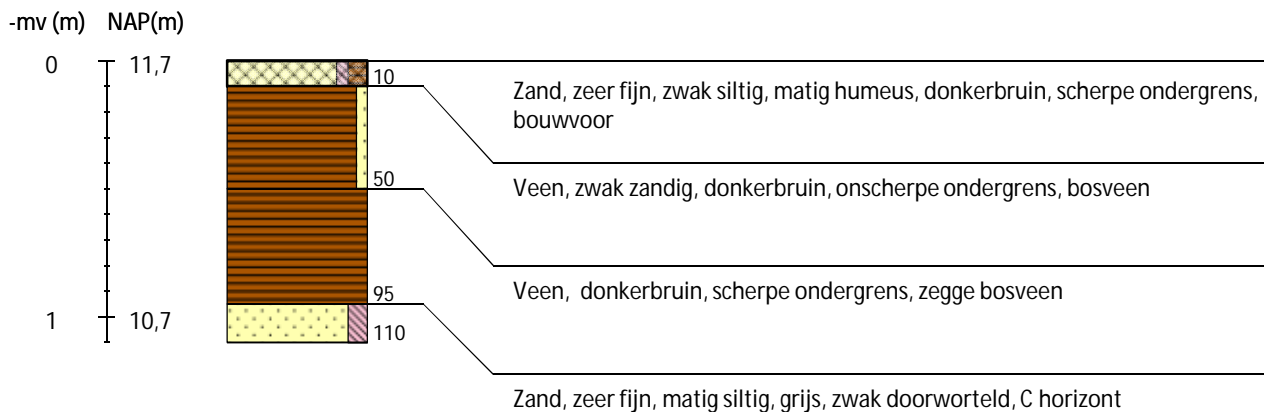 -mv (m) NAP(m)
0 11,7
10
Zand, zeer fijn, zwak siltig, matig humeus, donkerbruin, scherpe ondergrens,
bouwvoor
50
Veen, zwak zandig, donkerbruin, onscherpe ondergrens, bosveen
95
Veen, donkerbruin, scherpe ondergrens, zegge bosveen
1 10,7
110
Zand, zeer fijn, matig siltig, grijs, zwak doorworteld, C horizont